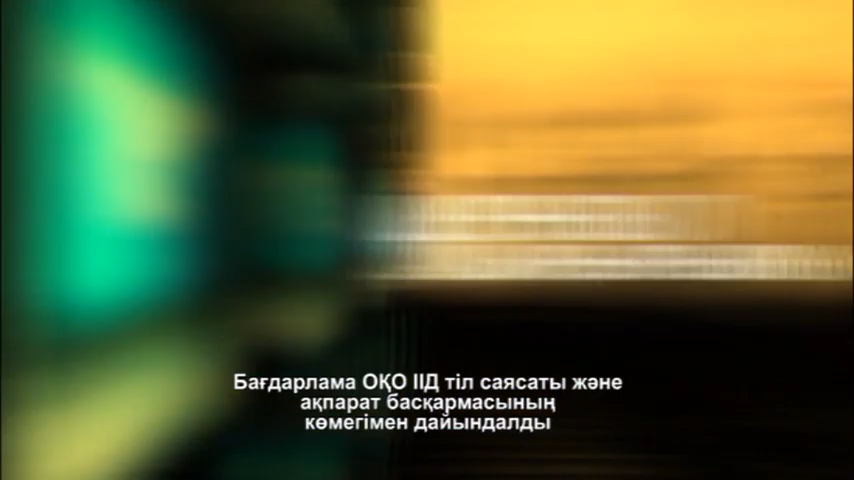 Бағдарлама ОҚО ІІД тіл саясаты және
ақпарат басқармасының
көмегімен дайындалды